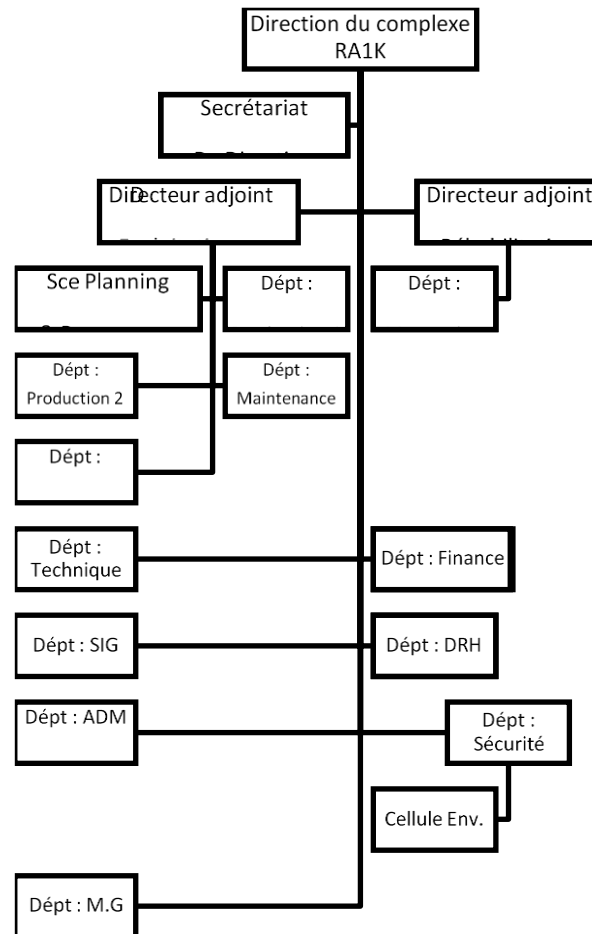 Direction du complexe
RA1K
Secrétariat
Directeur adjoint
Directeur adjoint
Sce Planning
Dépt :
Dépt :
Dépt :
Production 2
Dépt :
Maintenance
Dépt :
Dépt :
Technique
Dépt : Finance
Dépt : SIG
Dépt : DRH
Dépt : ADM
Dépt :
Sécurité
Cellule Env.
Dépt : M.G